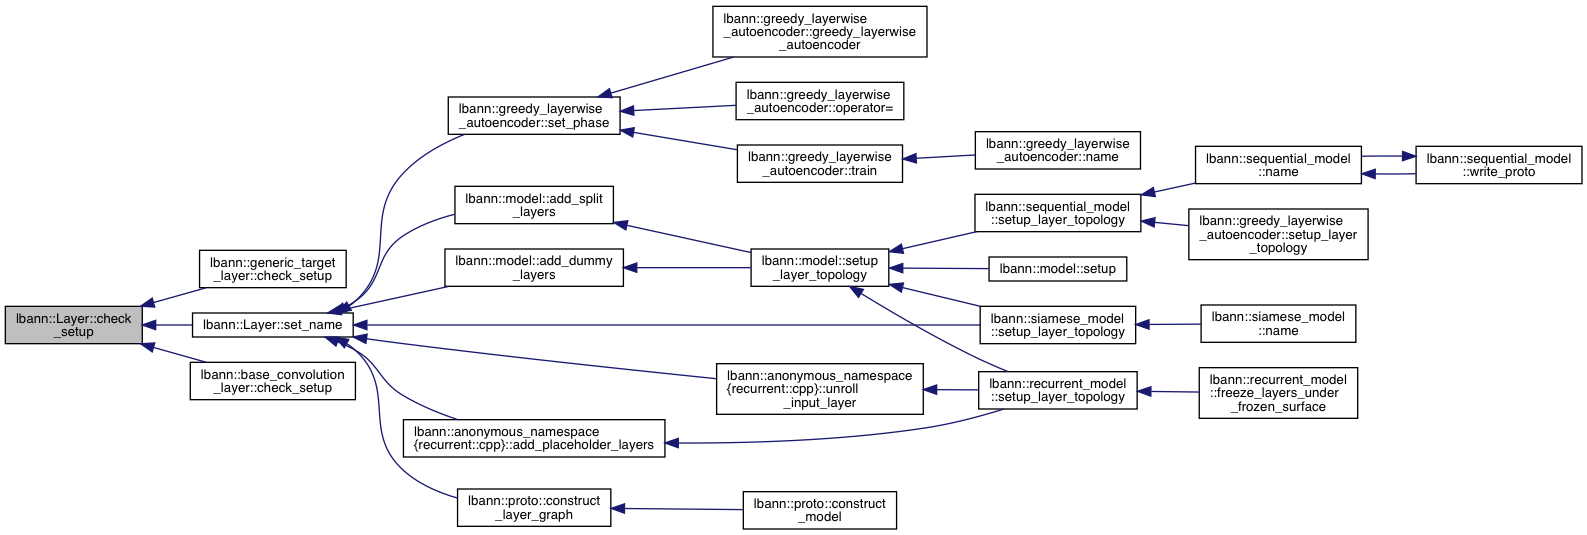 lbann::Layer::check
_setup
lbann::generic_target
_layer::check_setup
lbann::Layer::set_name
lbann::base_convolution
_layer::check_setup
lbann::greedy_layerwise
_autoencoder::set_phase
lbann::model::add_split
_layers
lbann::model::add_dummy
_layers
lbann::anonymous_namespace
{recurrent::cpp}::add_placeholder_layers
lbann::proto::construct
_layer_graph
lbann::greedy_layerwise
_autoencoder::greedy_layerwise
_autoencoder
lbann::greedy_layerwise
_autoencoder::operator=
lbann::greedy_layerwise
_autoencoder::train
lbann::model::setup
_layer_topology
lbann::anonymous_namespace
{recurrent::cpp}::unroll
_input_layer
lbann::proto::construct
_model
lbann::greedy_layerwise
_autoencoder::name
lbann::sequential_model
::setup_layer_topology
lbann::model::setup
lbann::siamese_model
::setup_layer_topology
lbann::recurrent_model
::setup_layer_topology
lbann::sequential_model
::name
lbann::greedy_layerwise
_autoencoder::setup_layer
_topology
lbann::siamese_model
::name
lbann::recurrent_model
::freeze_layers_under
_frozen_surface
lbann::sequential_model
::write_proto